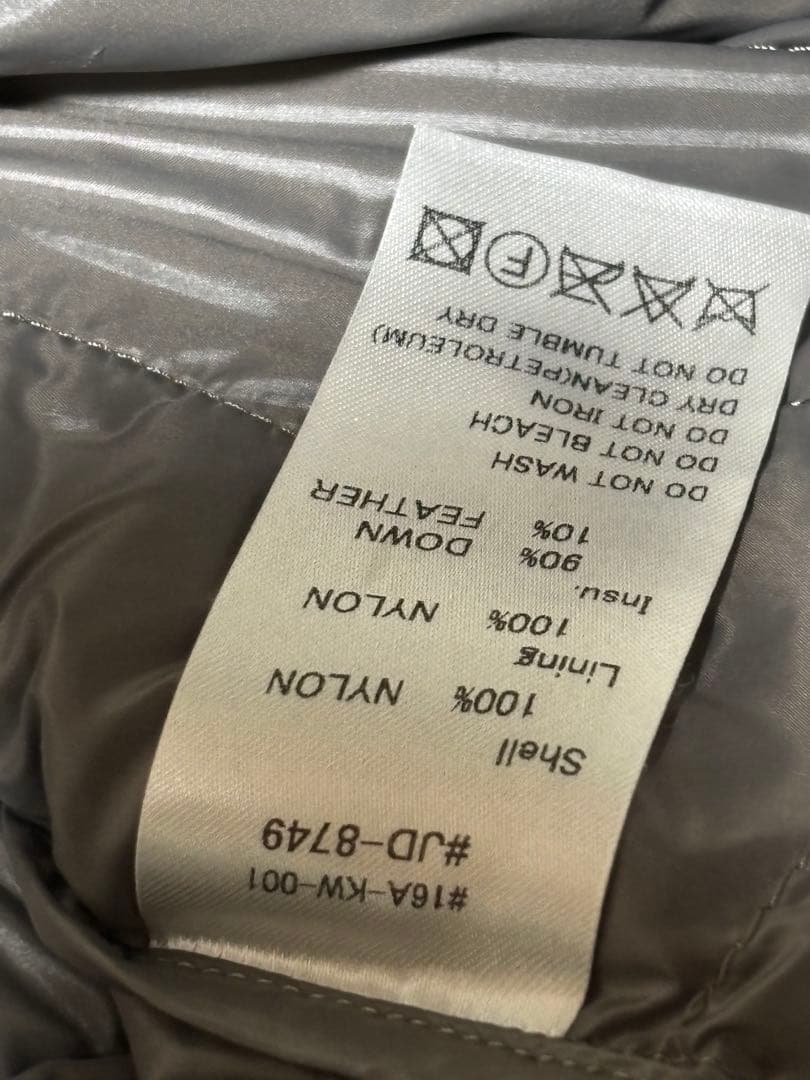 #16A-KW-001
#JD-8749
Shell
100% NYLON
Lining
100% NYLON
Insu.
90% DOWN
10% FEATHER
DO NOT WASH
DO NOT BLEACH
DO NOT IRON
DRY CLEAN(PETROLEUM)
DO NOT TUMBLE DRY
F